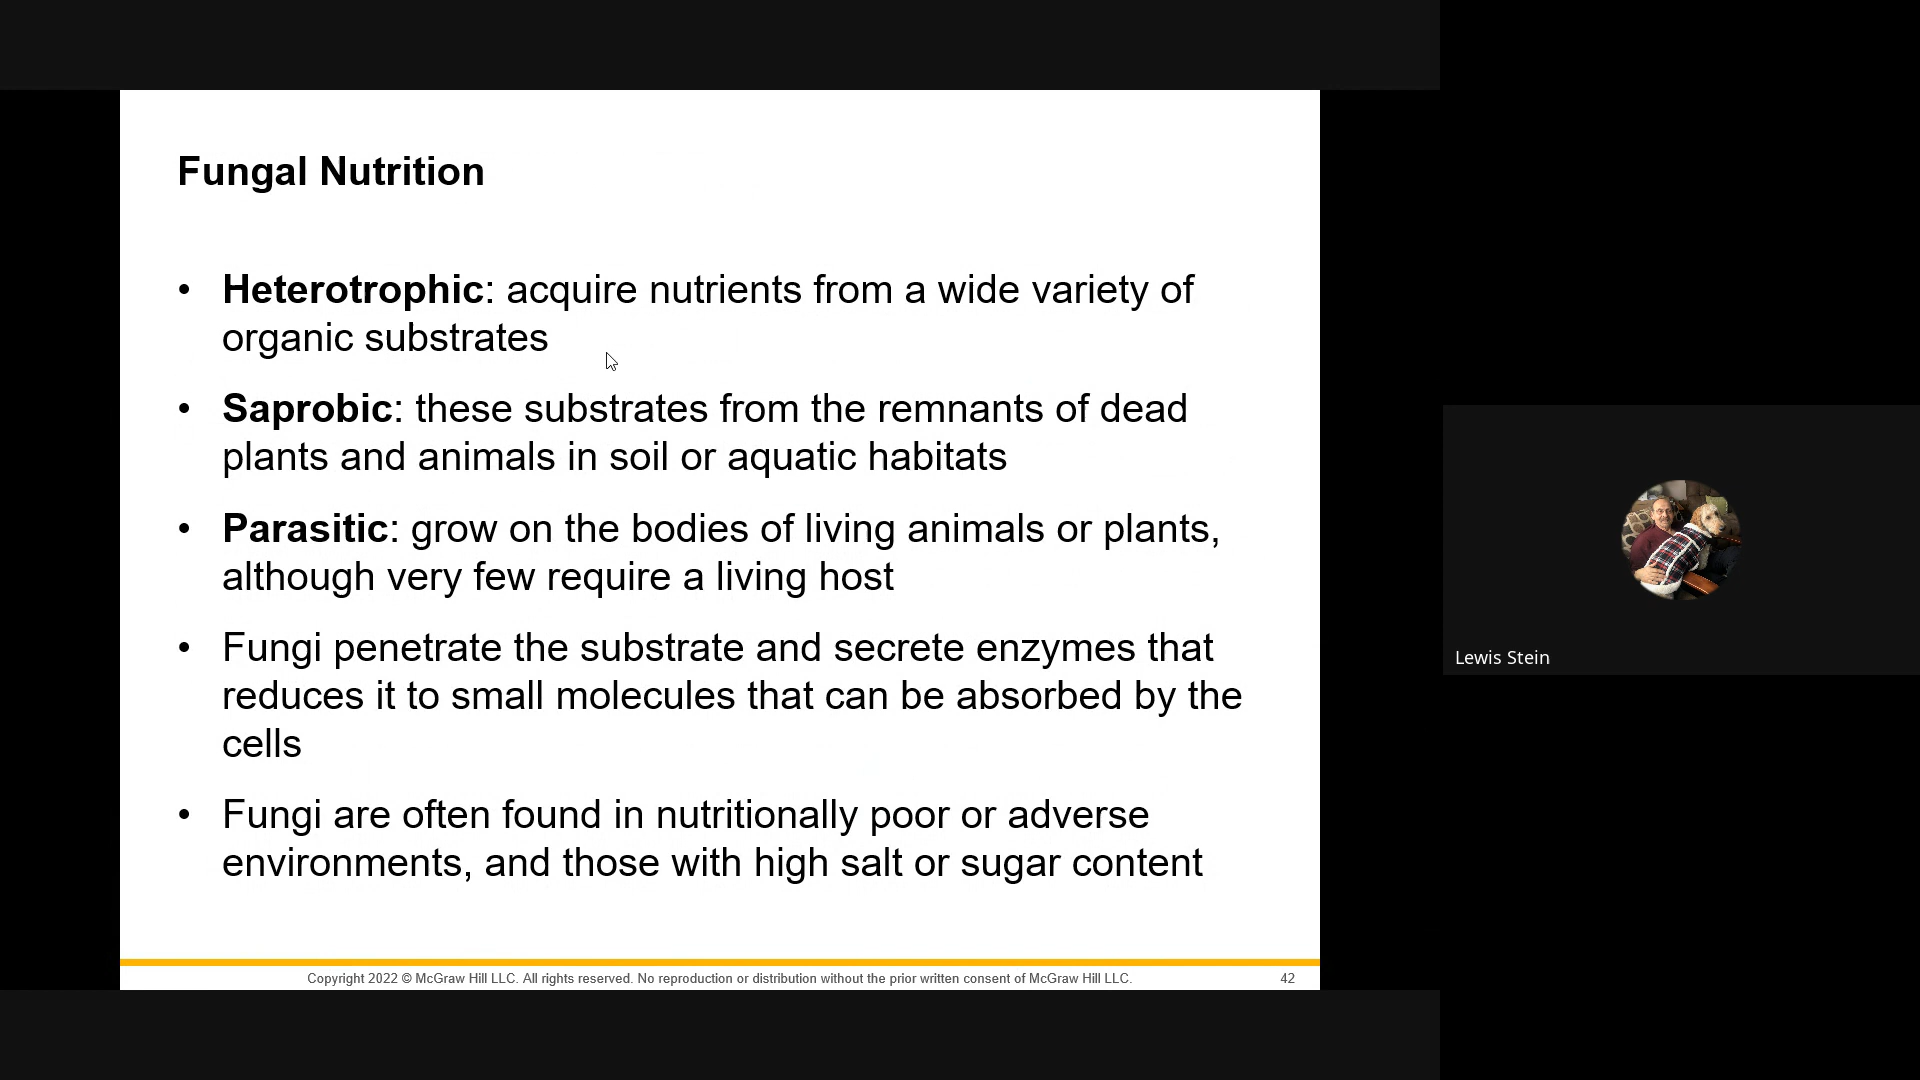 Fungal Nutrition
• Heterotrophic: acquire nutrients from a wide variety of
organic substrates
• Saprobic: these substrates from the remnants of dead
plants and animals in soil or aquatic habitats
• Parasitic: grow on the bodies of living animals or plants,
although very few require a living host
• Fungi penetrate the substrate and secrete enzymes that
reduces it to small molecules that can be absorbed by the
cells
• Fungi are often found in nutritionally poor or adverse
environments, and those with high salt or sugar content
Copyright 2022 © McGraw Hill LLC. All rights reserved. No reproduction or distribution without the prior written consent of McGraw Hill LLC.
42
Lewis Stein